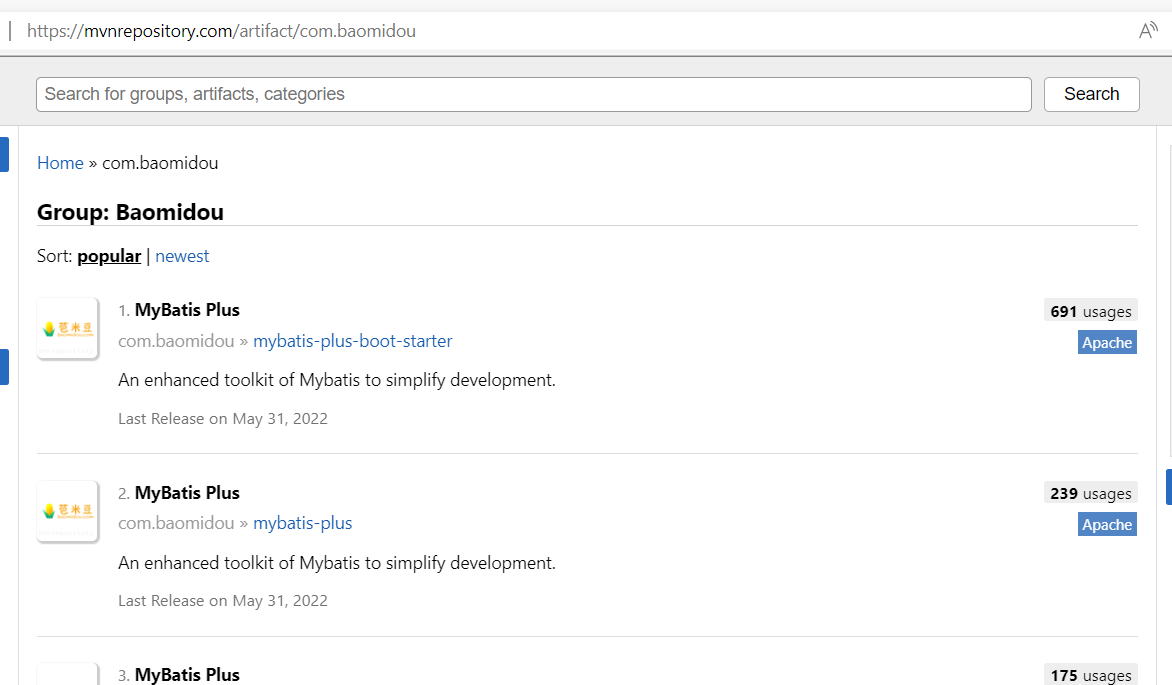 https://mvnrepository.com/artifact/com.baomidou
Search for groups, artifacts, categories
Search
Home » com.baomidou
Group: Baomidou
Sort: popular | newest
苞米豆
1. MyBatis Plus
691 usages
com.baomidou » mybatis-plus-boot-starter
Apache
An enhanced toolkit of Mybatis to simplify development.
Last Release on May 31, 2022
苞米豆
2. MyBatis Plus
239 usages
com.baomidou » mybatis-plus
Apache
An enhanced toolkit of Mybatis to simplify development.
Last Release on May 31, 2022
3. MyBatis Plus
175 usages